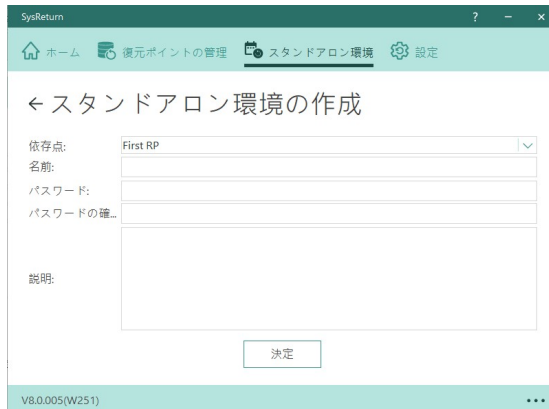 SysReturn ? – ×
ホーム 復元ポイントの管理 スタンドアロン環境 設定
←スタンドアロン環境の作成
依存点: First RP
名前:
パスワード:
パスワードの確...
説明:
決定
V8.0.005(W251) •••